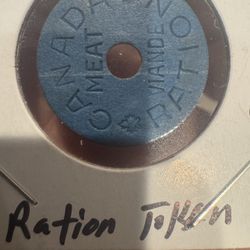 CANADA RATION
MEAT
VIANDE
Ration Token